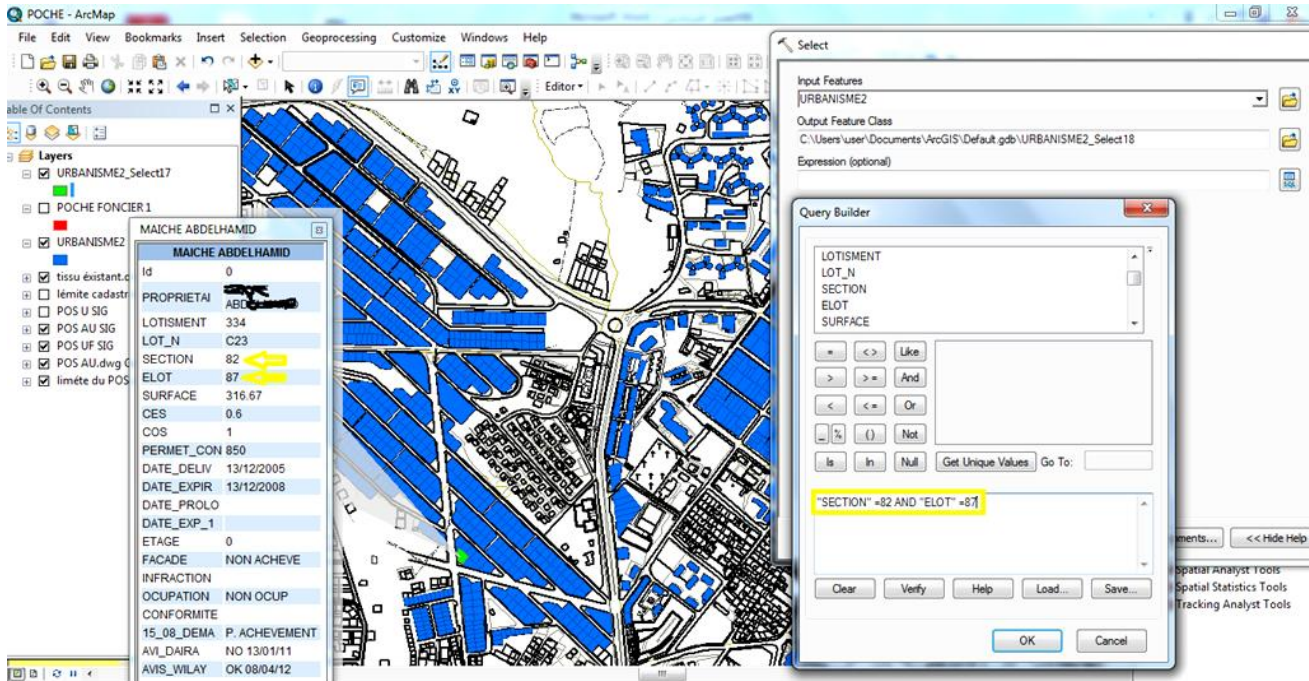 POCHE - ArcMap
File Edit View Bookmarks Insert Selection Geoprocessing Customize Windows Help
Editor
able Of Contents
Layers
URBANISME2_Select17
POCHE FONCIER 1
URBANISME2
tissu éxistant.d
lémite cadastr
POS U SIG
POS AU SIG
POS UF SIG
POS AU.dwg G
liméte du POS
MAICHE ABDELHAMID
MAICHE ABDELHAMID
Id 0
PROPRIETAI
LOTISMENT 334
LOT_N C23
SECTION 82
ELOT 87
SURFACE 316.67
CES 0.6
COS 1
PERMET_CON 850
DATE_DELIV 13/12/2005
DATE_EXPIR 13/12/2008
DATE_PROLO
DATE_EXP_1
ETAGE 0
FACADE NON ACHEVE
INFRACTION
OCUPATION NON OCUP
CONFORMITE
15_08_DEMA P. ACHEVEMENT
AVI_DAIRA NO 13/01/11
AVIS_WILAY OK 08/04/12
Select
Input Features
URBANISME2
Output Feature Class
C:\Users\user\Documents\ArcGIS\Default.gdb\URBANISME2_Select18
Expression (optional)
SQL
Query Builder
LOTISMENT
LOT_N
SECTION
ELOT
SURFACE
= <> Like
> > = And
< < = Or
_ % () Not
Is In Null Get Unique Values Go To:
"SECTION" =82 AND "ELOT" =87
Clear Verify Help Load... Save...
OK Cancel
ments... << Hide Help
Spatial Analyst Tools
Spatial Statistics Tools
Tracking Analyst Tools